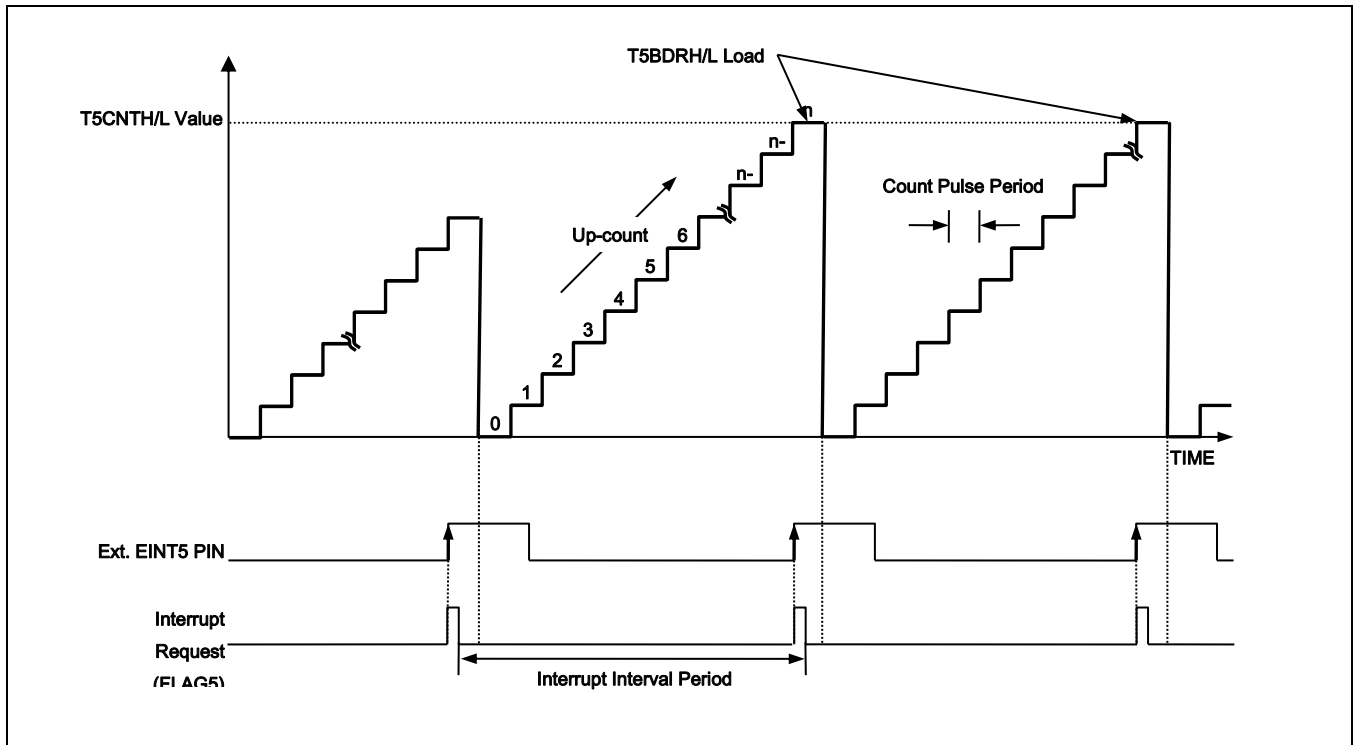 T5BDRH/L Load
T5CNTH/L Value
n
n-
n-
Count Pulse Period
Up-count
6
5
4
3
2
1
0
TIME
Ext. EINT5 PIN
Interrupt
Request
(FLAG5)
Interrupt Interval Period